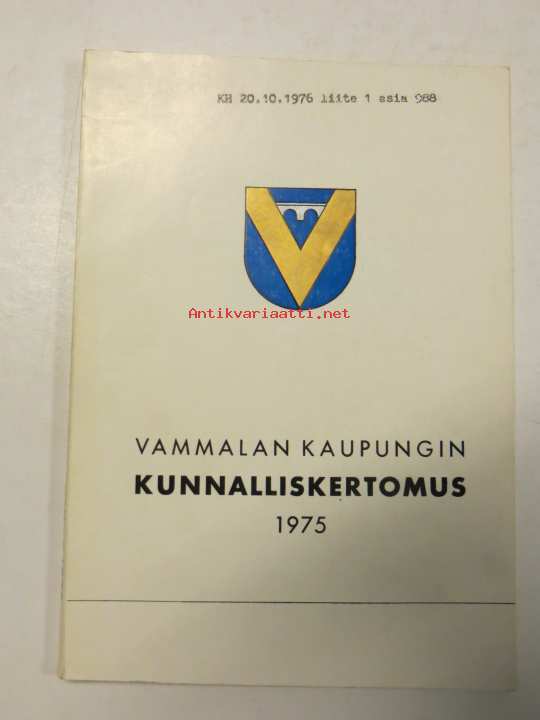 KH 20.10.1976 liite 1 asia 988
Antikvariaatti.net
VAMMALAN KAUPUNGIN
KUNNALLISKERTOMUS
1975